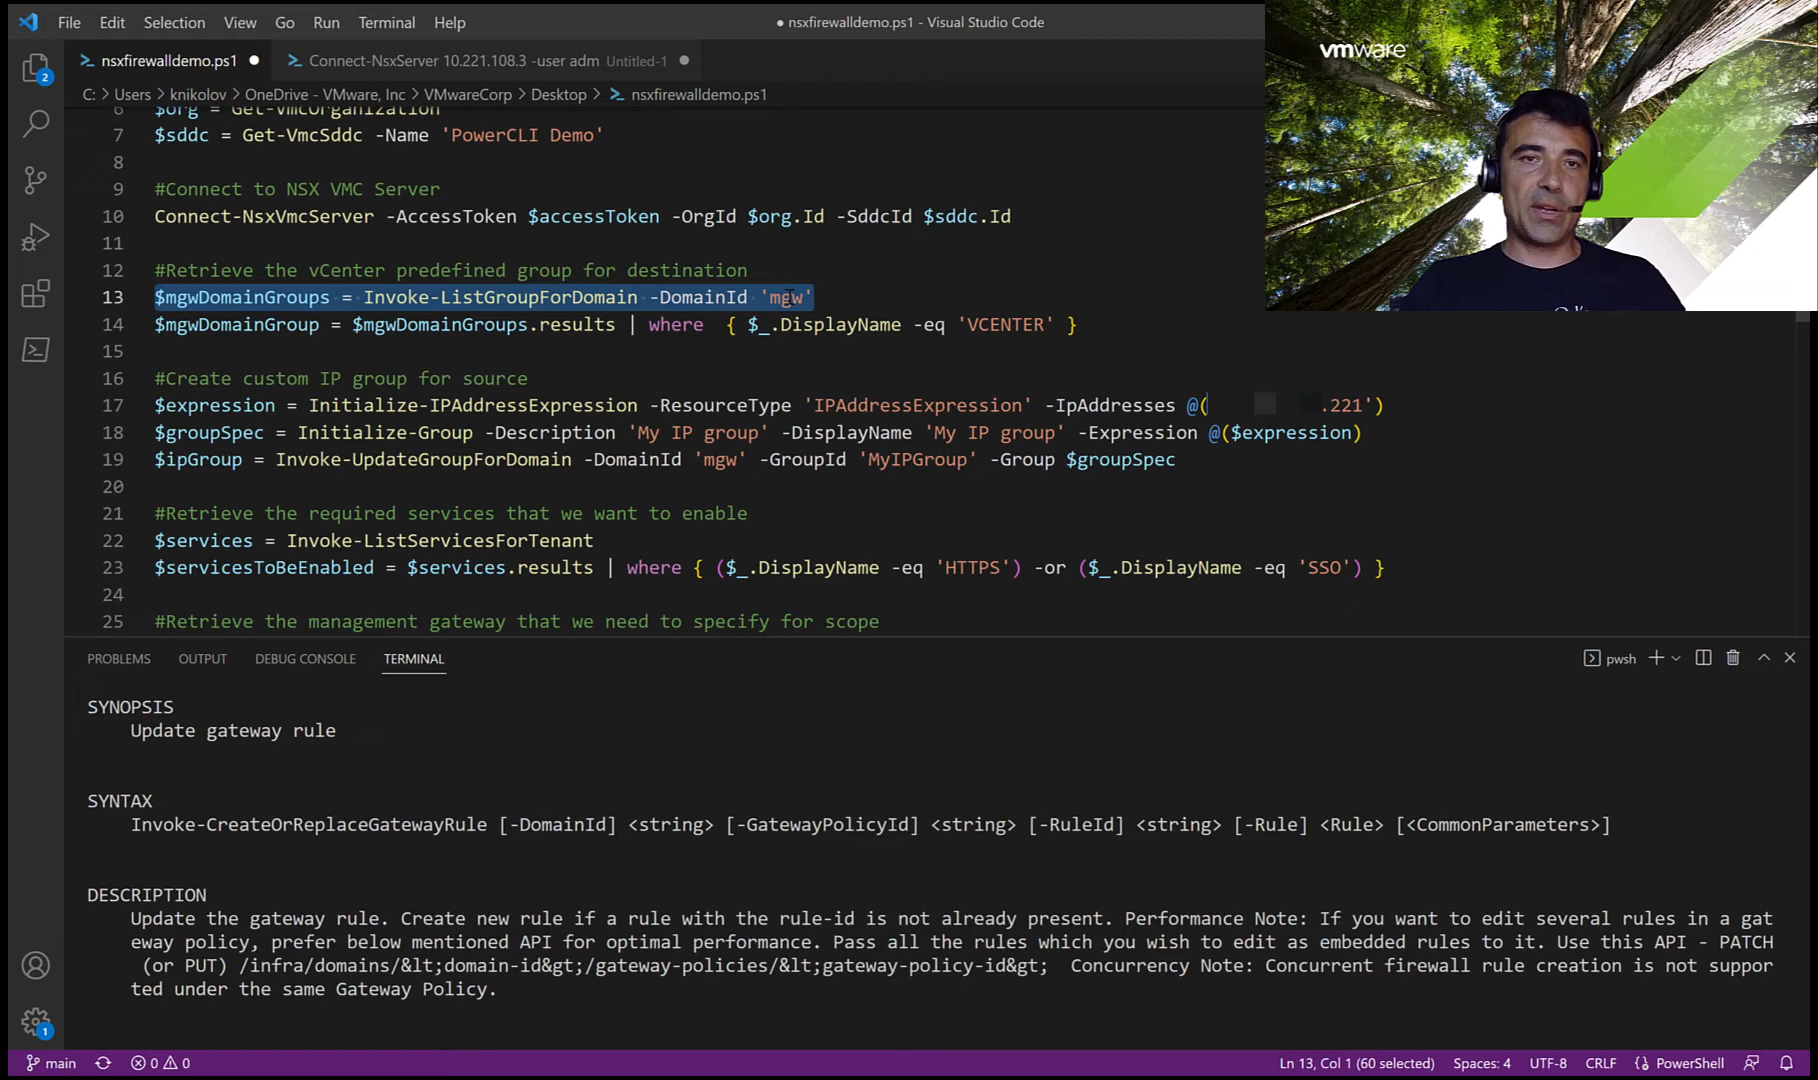 File Edit Selection View Go Run Terminal Help
● nsxfirewalldemo.ps1 - Visual Studio Code
vmware
2
nsxfirewalldemo.ps1 ●
Connect-NsxServer 10.221.108.3 -user adm Untitled-1 ●
C: > Users > knikolov > OneDrive - VMware, Inc > VMwareCorp > Desktop > nsxfirewalldemo.ps1
6 $org = Get-VmcOrganization
7 $sddc = Get-VmcSddc -Name 'PowerCLI Demo'
8
9 #Connect to NSX VMC Server
10 Connect-NsxVmcServer -AccessToken $accessToken -OrgId $org.Id -SddcId $sddc.Id
11
12 #Retrieve the vCenter predefined group for destination
13 $mgwDomainGroups = Invoke-ListGroupForDomain -DomainId 'mgw'
14 $mgwDomainGroup = $mgwDomainGroups.results | where { $_.DisplayName -eq 'VCENTER' }
15
16 #Create custom IP group for source
17 $expression = Initialize-IPAddressExpression -ResourceType 'IPAddressExpression' -IpAddresses @( .221')
18 $groupSpec = Initialize-Group -Description 'My IP group' -DisplayName 'My IP group' -Expression @($expression)
19 $ipGroup = Invoke-UpdateGroupForDomain -DomainId 'mgw' -GroupId 'MyIPGroup' -Group $groupSpec
20
21 #Retrieve the required services that we want to enable
22 $services = Invoke-ListServicesForTenant
23 $servicesToBeEnabled = $services.results | where { ($_.DisplayName -eq 'HTTPS') -or ($_.DisplayName -eq 'SSO') }
24
25 #Retrieve the management gateway that we need to specify for scope
PROBLEMS OUTPUT DEBUG CONSOLE TERMINAL
pwsh
SYNOPSIS
Update gateway rule
SYNTAX
Invoke-CreateOrReplaceGatewayRule [-DomainId] <string> [-GatewayPolicyId] <string> [-RuleId] <string> [-Rule] <Rule> [<CommonParameters>]
DESCRIPTION
Update the gateway rule. Create new rule if a rule with the rule-id is not already present. Performance Note: If you want to edit several rules in a gat
eway policy, prefer below mentioned API for optimal performance. Pass all the rules which you wish to edit as embedded rules to it. Use this API - PATCH
(or PUT) /infra/domains/&lt;domain-id&gt;/gateway-policies/&lt;gateway-policy-id&gt; Concurrency Note: Concurrent firewall rule creation is not suppor
ted under the same Gateway Policy.
1
main 0 0 Ln 13, Col 1 (60 selected) Spaces: 4 UTF-8 CRLF PowerShell